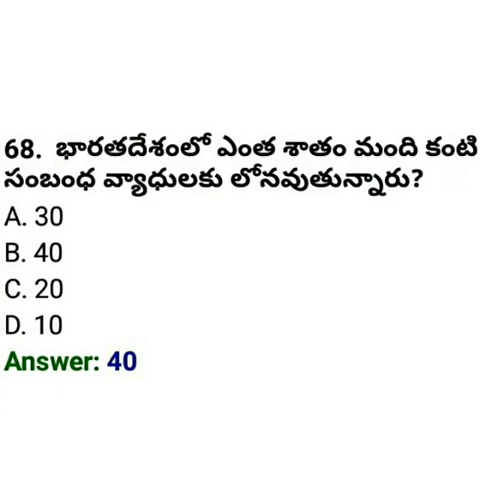 68. భారతదేశంలో ఎంత శాతం మంది కంటి
సంబంధ వ్యాధులకు లోనవుతున్నారు?
A. 30
B. 40
C. 20
D. 10
Answer: 40